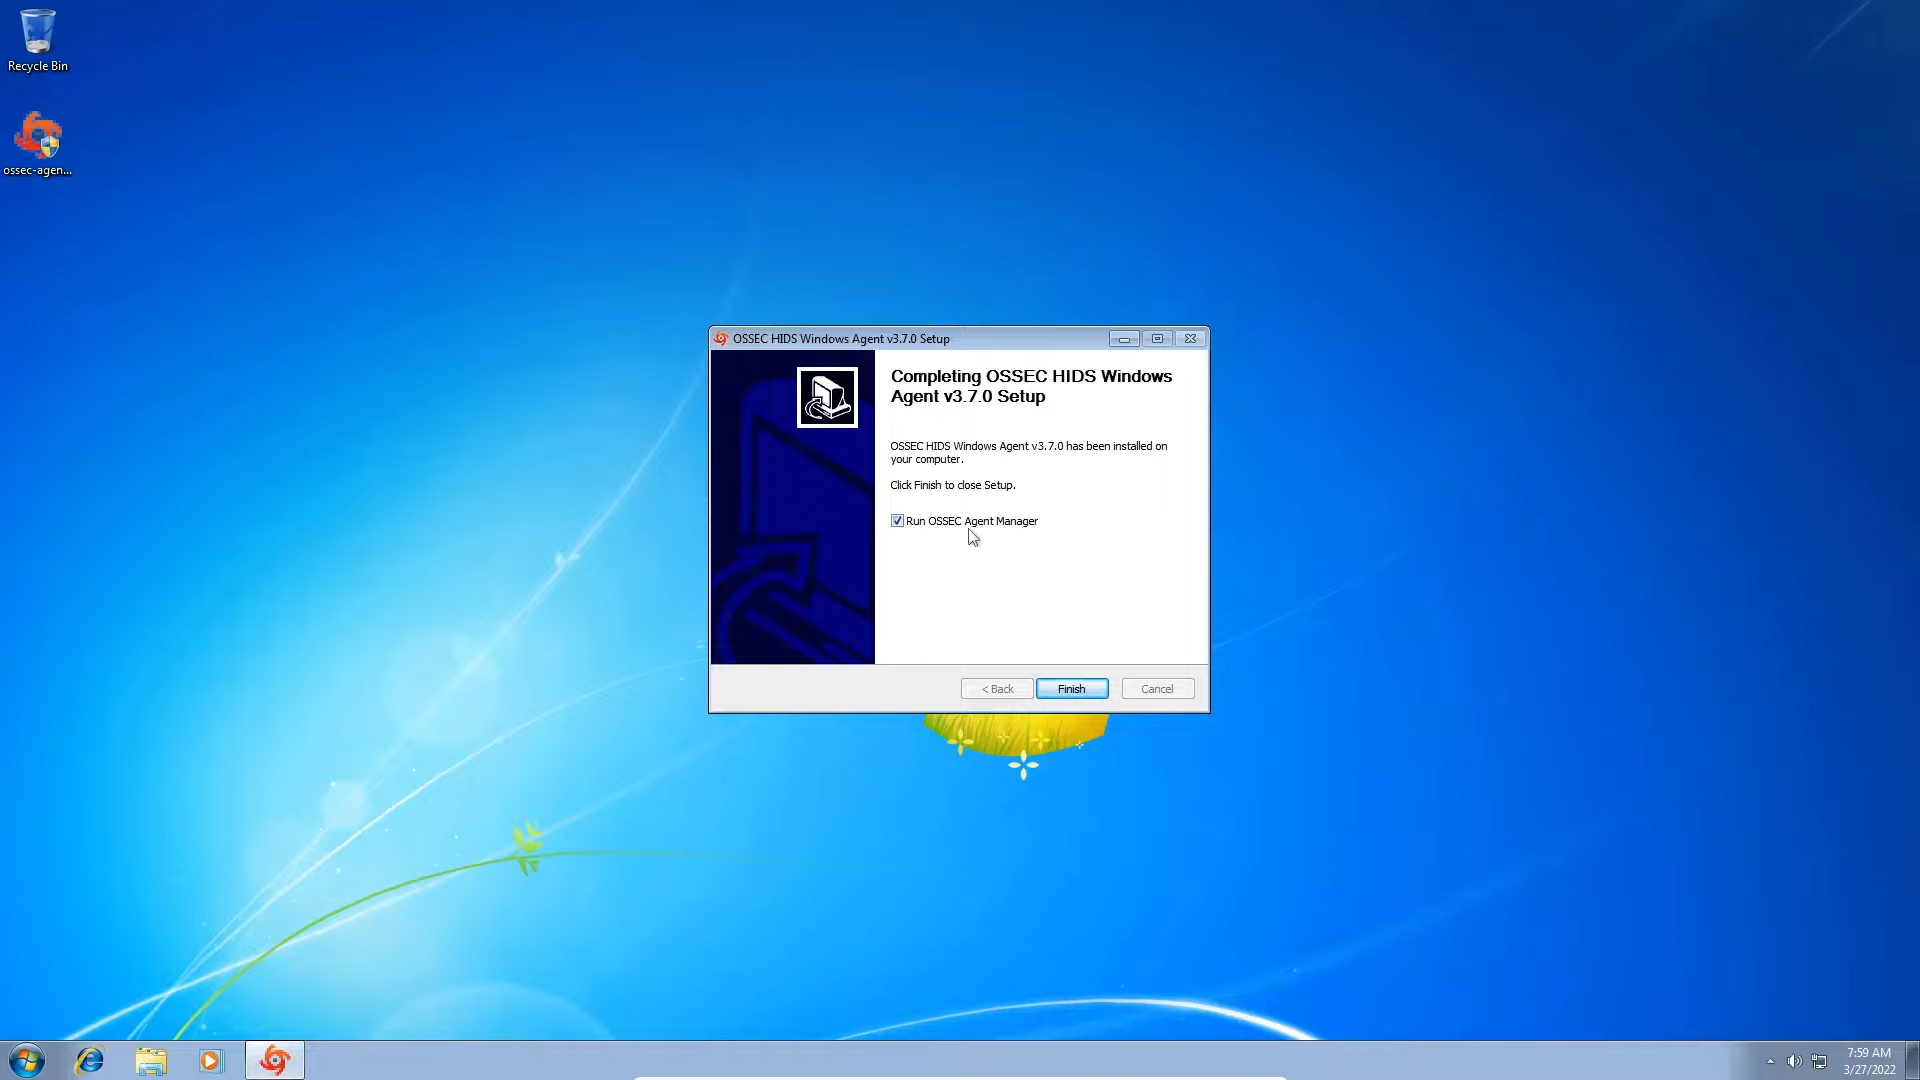 Recycle Bin
ossec-agen...
OSSEC HIDS Windows Agent v3.7.0 Setup
Completing OSSEC HIDS Windows
Agent v3.7.0 Setup
OSSEC HIDS Windows Agent v3.7.0 has been installed on
your computer.
Click Finish to close Setup.
Run OSSEC Agent Manager
< Back
Finish
Cancel
7:59 AM
3/27/2022